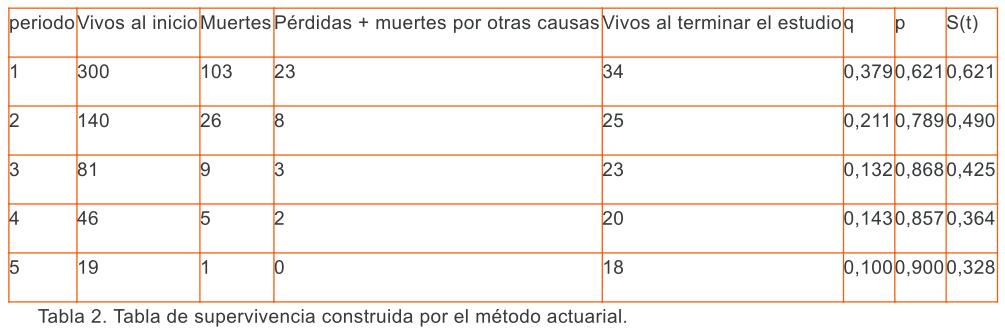 periodo Vivos al inicio Muertes Pérdidas + muertes por otras causas Vivos al terminar el estudio q p S(t)
1 300 103 23 34 0,379 0,621 0,621
2 140 26 8 25 0,211 0,789 0,490
3 81 9 3 23 0,132 0,868 0,425
4 46 5 2 20 0,143 0,857 0,364
5 19 1 0 18 0,100 0,900 0,328
Tabla 2. Tabla de supervivencia construida por el método actuarial.